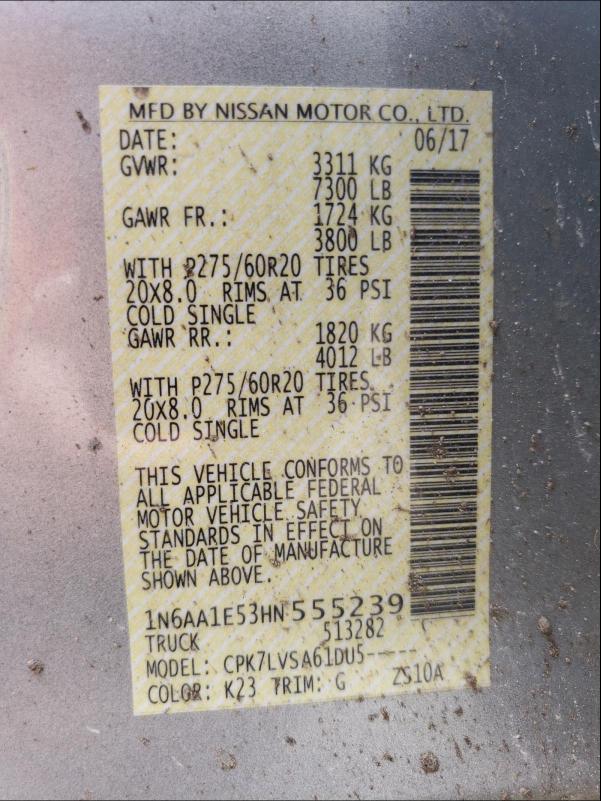 MFD BY NISSAN MOTOR CO., LTD.
DATE: 06/17
GVWR: 3311 KG
7300 LB
GAWR FR.: 1724 KG
3800 LB
WITH P275/60R20 TIRES
20X8.0 RIMS AT 36 PSI
COLD SINGLE
GAWR RR.: 1820 KG
4012 LB
WITH P275/60R20 TIRES
20X8.0 RIMS AT 36 PSI
COLD SINGLE
THIS VEHICLE CONFORMS TO
ALL APPLICABLE FEDERAL
MOTOR VEHICLE SAFETY
STANDARDS IN EFFECT ON
THE DATE OF MANUFACTURE
SHOWN ABOVE.
1N6AA1E53HN555239
TRUCK 513282
MODEL: CPK7LVSA61DU5-----
COLOR: K23 TRIM: G ZS10A